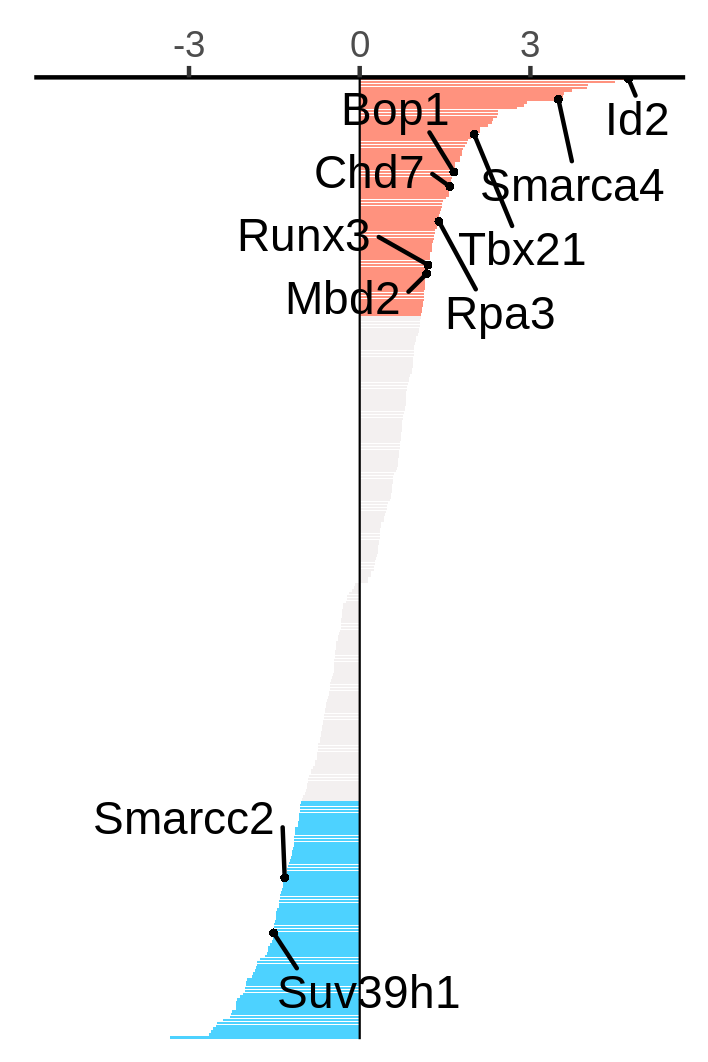 -3 0 3
Bop1
Id2
Chd7
Smarca4
Runx3
Tbx21
Mbd2
Rpa3
Smarcc2
Suv39h1